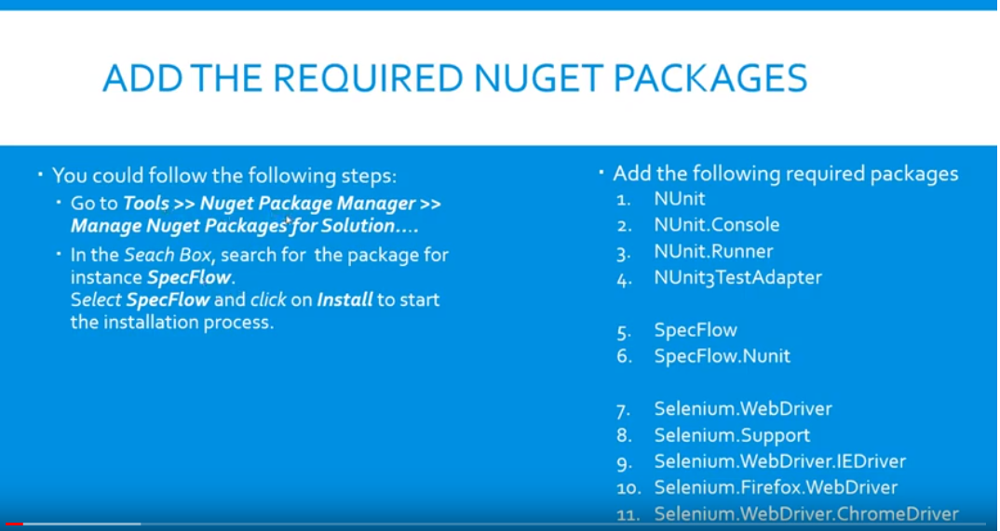 ADD THE REQUIRED NUGET PACKAGES
You could follow the following steps:
Go to Tools >> Nuget Package Manager >>
Manage Nuget Packages for Solution....
In the Seach Box, search for the package for
instance SpecFlow.
Select SpecFlow and click on Install to start
the installation process.
Add the following required packages
1. NUnit
2. NUnit.Console
3. NUnit.Runner
4. NUnit3TestAdapter
5. SpecFlow
6. SpecFlow.Nunit
7. Selenium.WebDriver
8. Selenium.Support
9. Selenium.WebDriver.IEDriver
10. Selenium.Firefox.WebDriver
11. Selenium.WebDriver.ChromeDriver